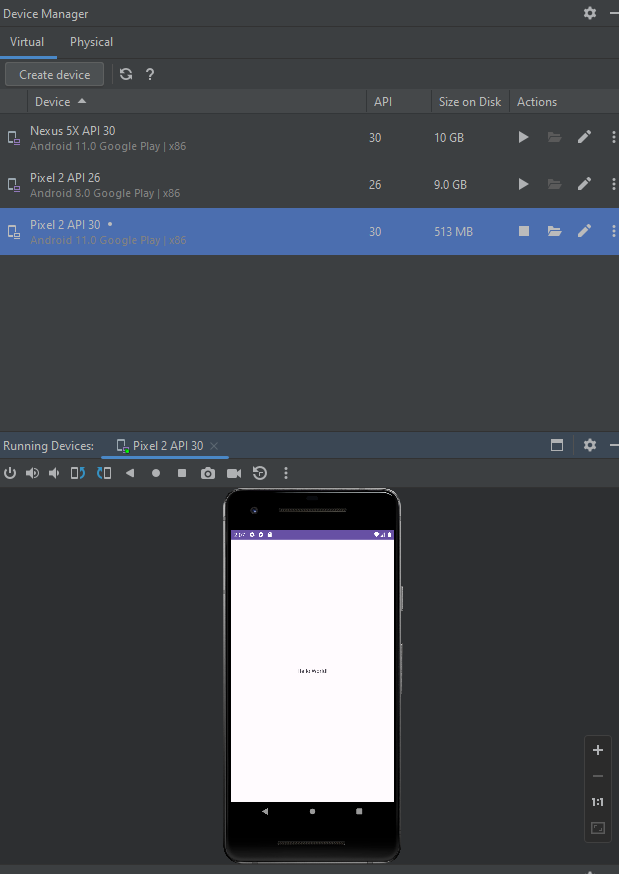 Device Manager
Virtual Physical
Create device ?
Device API Size on Disk Actions
Nexus 5X API 30
Android 11.0 Google Play | x86
30 10 GB
Pixel 2 API 26
Android 8.0 Google Play | x86
26 9.0 GB
Pixel 2 API 30 •
Android 11.0 Google Play | x86
30 513 MB
Running Devices: Pixel 2 API 30
Hello World!
1:1